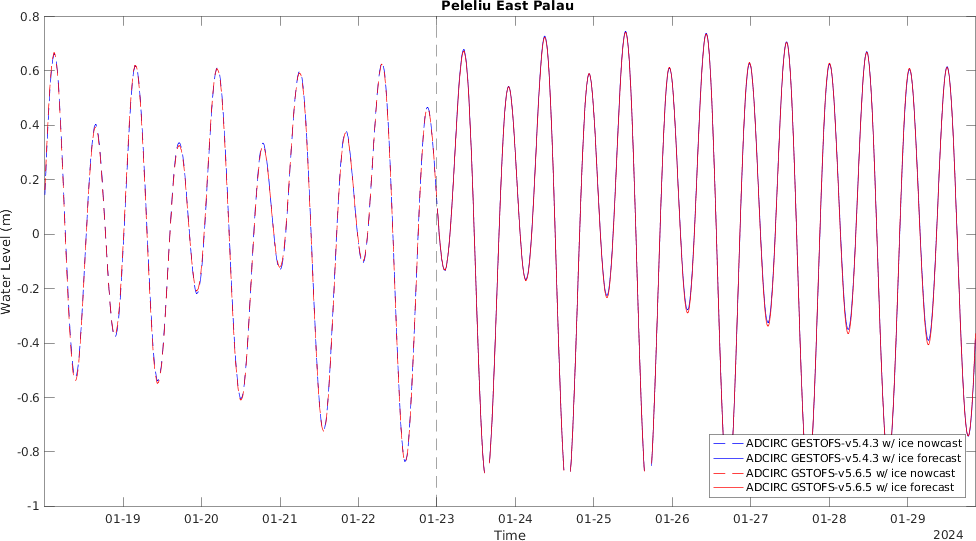 Peleliu East Palau
0.8
0.6
0.4
0.2
0
-0.2
-0.4
-0.6
-0.8
-1
Water Level (m)
ADCIRC GESTOFS-v5.4.3 w/ ice nowcast
ADCIRC GESTOFS-v5.4.3 w/ ice forecast
ADCIRC GSTOFS-v5.6.5 w/ ice nowcast
ADCIRC GSTOFS-v5.6.5 w/ ice forecast
01-19 01-20 01-21 01-22 01-23 01-24 01-25 01-26 01-27 01-28 01-29
Time
2024